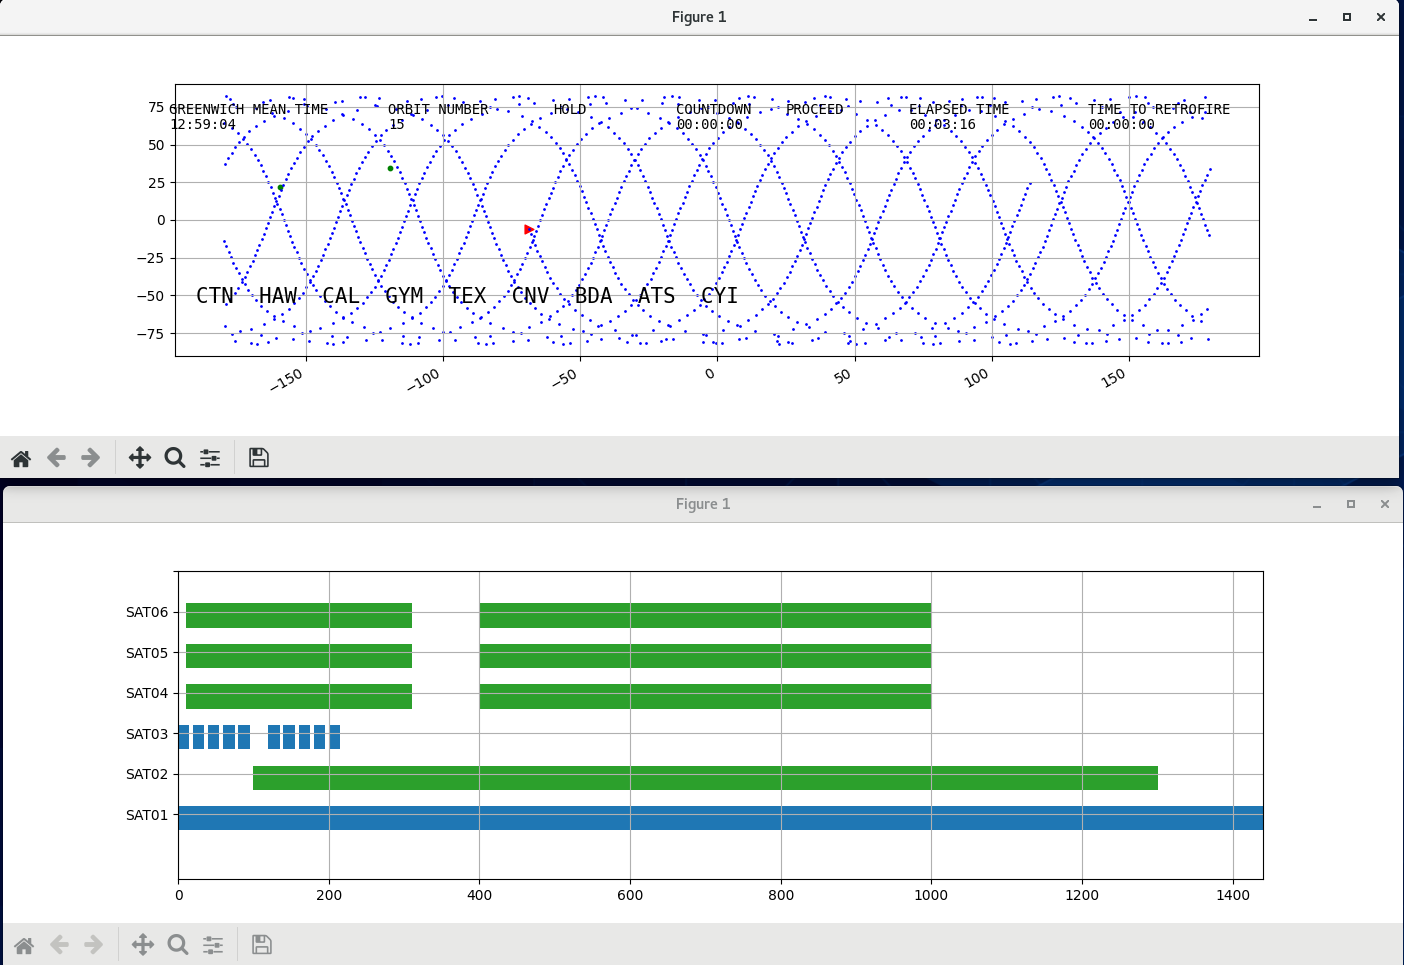 Figure 1
75 GREENWICH MEAN TIME ORBIT NUMBER HOLD COUNTDOWN PROCEED ELAPSED TIME TIME TO RETROFIRE
12:59:04 15 00:00:00 00:03:16 00:00:00
50
25
0
−25
−50 CTN HAW CAL GYM TEX CNV BDA ATS CYI
−75
−150 −100 −50 0 50 100 150
Figure 1
SAT06
SAT05
SAT04
SAT03
SAT02
SAT01
0 200 400 600 800 1000 1200 1400